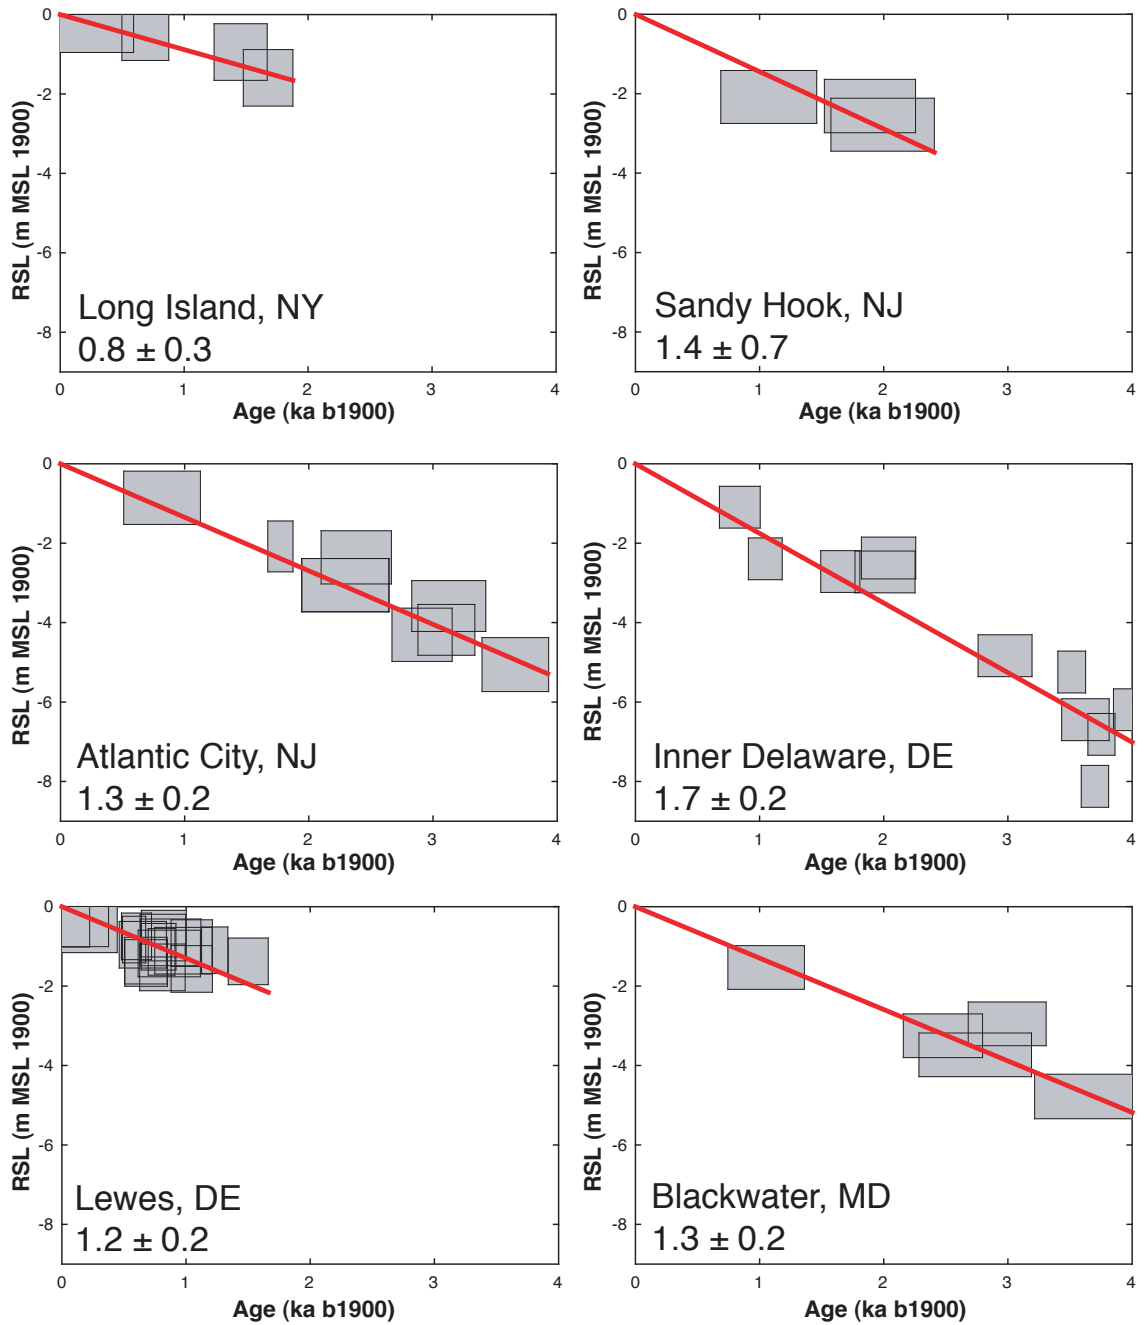 0
-2
-4
-6
-8
RSL (m MSL 1900)
Long Island, NY
0.8 ± 0.3
0 1 2 3 4
Age (ka b1900)
0
-2
-4
-6
-8
RSL (m MSL 1900)
Sandy Hook, NJ
1.4 ± 0.7
0 1 2 3 4
Age (ka b1900)
0
-2
-4
-6
-8
RSL (m MSL 1900)
Atlantic City, NJ
1.3 ± 0.2
0 1 2 3 4
Age (ka b1900)
0
-2
-4
-6
-8
RSL (m MSL 1900)
Inner Delaware, DE
1.7 ± 0.2
0 1 2 3 4
Age (ka b1900)
0
-2
-4
-6
-8
RSL (m MSL 1900)
Lewes, DE
1.2 ± 0.2
0 1 2 3 4
Age (ka b1900)
0
-2
-4
-6
-8
RSL (m MSL 1900)
Blackwater, MD
1.3 ± 0.2
0 1 2 3 4
Age (ka b1900)